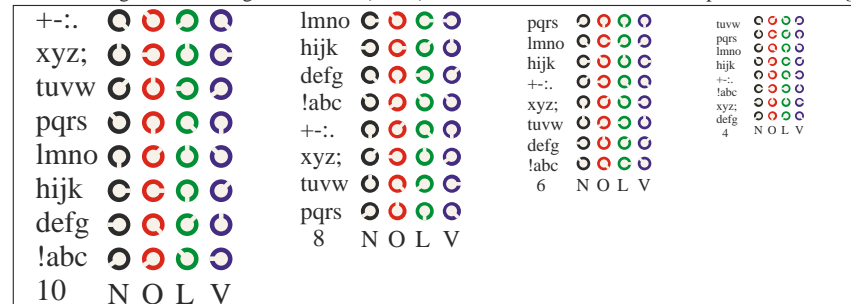 +-:.
xyz;
tuvw
pqrs
lmno
hijk
defg
!abc
10 N O L V
lmno
hijk
defg
!abc
+-:.
xyz;
tuvw
pqrs
8 N O L V
pqrs
lmno
hijk
+-:.
xyz;
tuvw
defg
!abc
6 N O L V
tuvw
pqrs
lmno
hijk
+-:.
!abc
xyz;
defg
4 N O L V